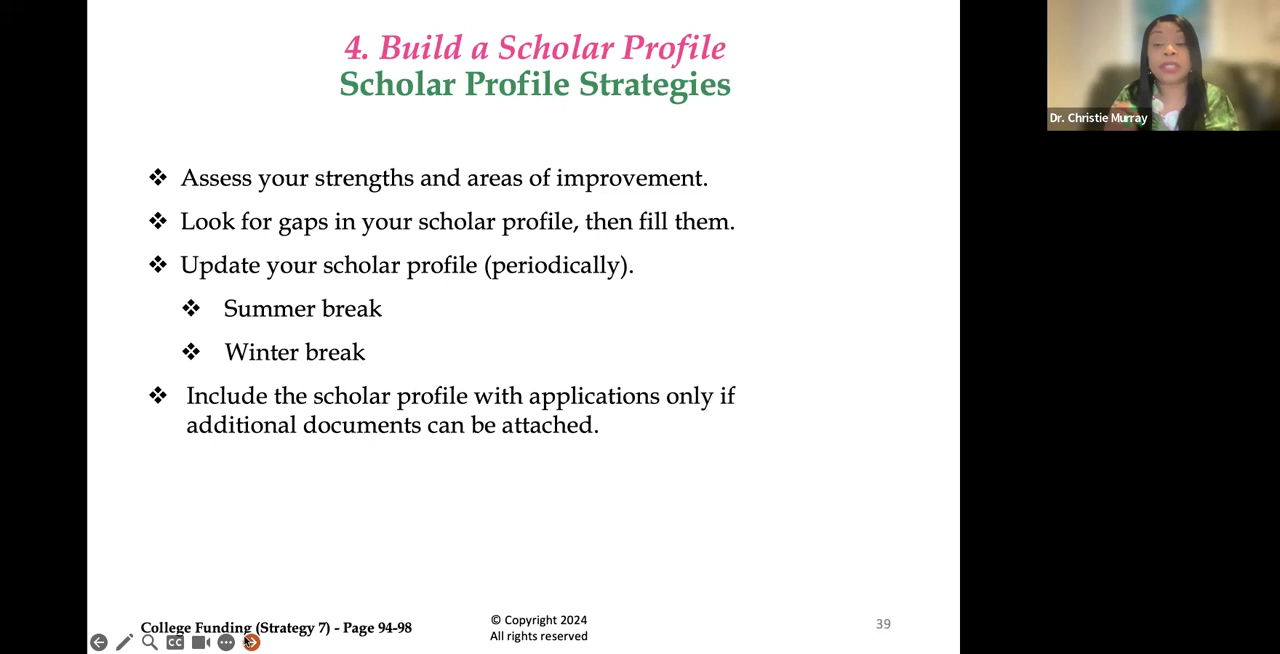 4. Build a Scholar Profile
Scholar Profile Strategies
Dr. Christie Murray
❖ Assess your strengths and areas of improvement.
❖ Look for gaps in your scholar profile, then fill them.
❖ Update your scholar profile (periodically).
❖ Summer break
❖ Winter break
❖ Include the scholar profile with applications only if
additional documents can be attached.
College Funding (Strategy 7) - Page 94-98
© Copyright 2024
All rights reserved
39
CC